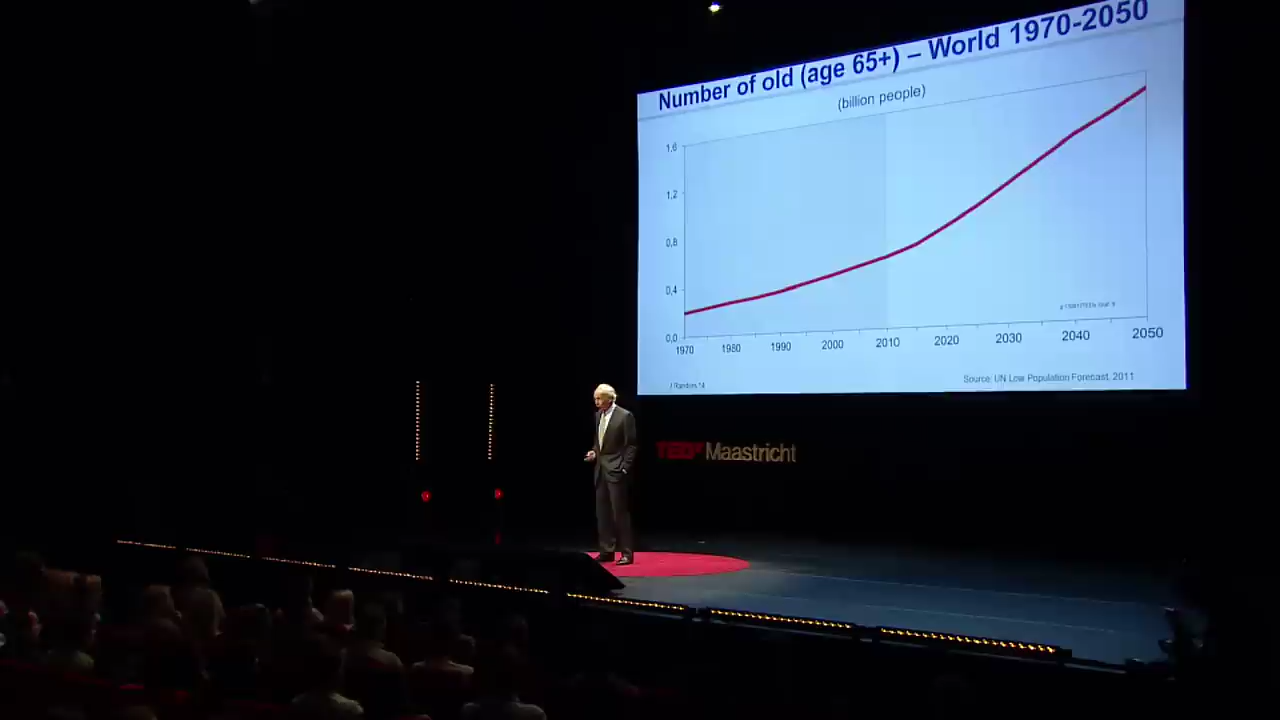 Number of old (age 65+) – World 1970-2050
(billion people)
1,6
1,2
0,8
0,4
0,0
1970 1980 1990 2000 2010 2020 2030 2040 2050
Source: UN Low Population Forecast, 2011
TEDx Maastricht